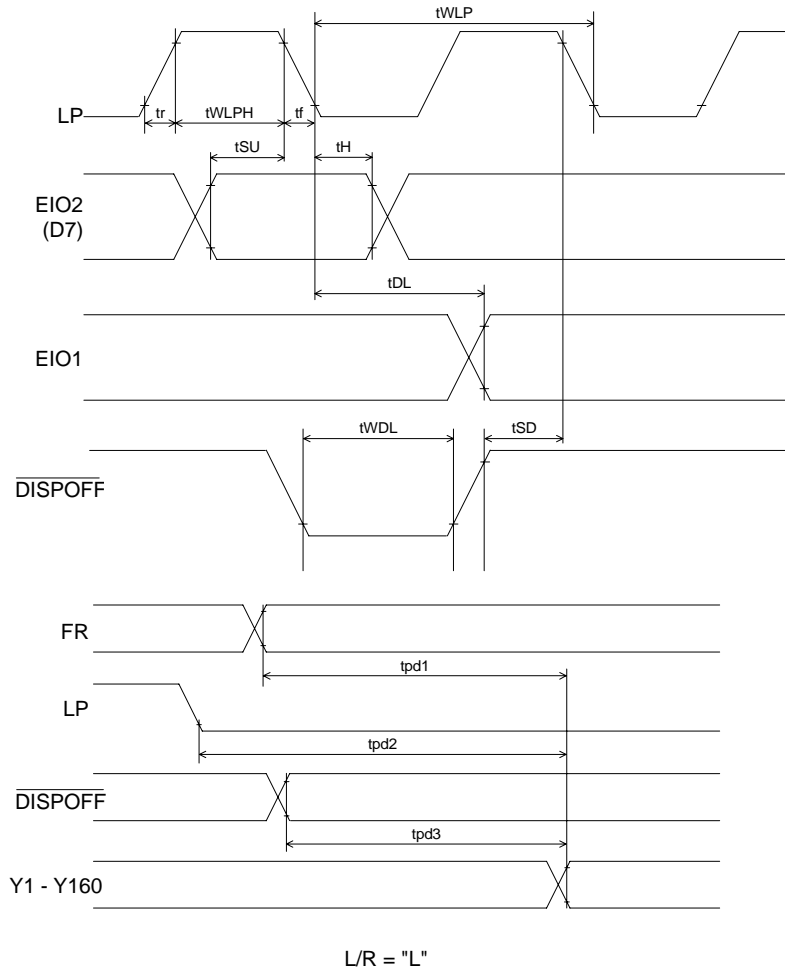 tWLP
LP
tr
tWLPH
tf
tSU
tH
EIO2
(D7)
tDL
EIO1
tWDL
tSD
DISPOFF
FR
tpd1
LP
tpd2
DISPOFF
tpd3
Y1 - Y160
L/R = "L"